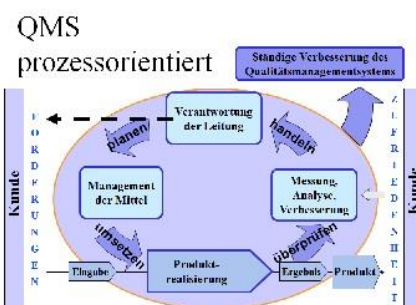 QMS
prozessorientiert
Ständige Verbesserung des
Qualitätsmanagementsystems
Kunde
FORDERUNGEN
Verantwortung
der Leitung
planen
handeln
Management
der Mittel
Messung,
Analyse,
Verbesserung
umsetzen
überprüfen
Eingabe
Produkt-
realisierung
Ergebnis
Produkt
ZUFRIEDENHEIT
Kunde